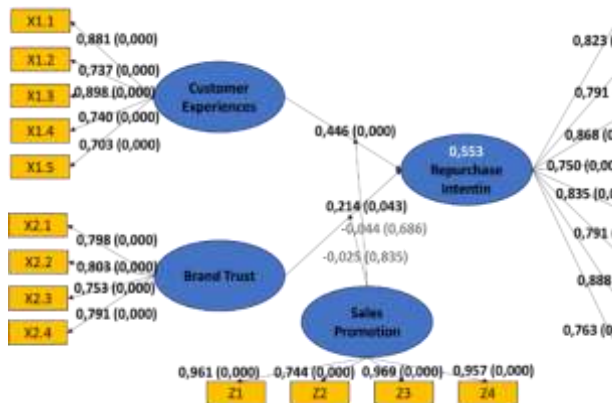 X1.1
0,881 (0,000)
X1.2
0,737 (0,000)
X1.3
0,898 (0,000)
X1.4
0,740 (0,000)
X1.5
0,703 (0,000)
Customer
Experiences
0,446 (0,000)
0,553
Repurchase
Intentin
0,823 (
0,791
0,868 (
0,750 (0,00
0,835 (0,0
0,791
0,888
0,763 (0,
0,214 (0,043)
-0,044 (0,686)
-0,025 (0,835)
X2.1
0,798 (0,000)
X2.2
0,803 (0,000)
X2.3
0,753 (0,000)
X2.4
0,791 (0,000)
Brand Trust
Sales
Promotion
0,961 (0,000)
0,744 (0,000)
0,969 (0,000)
0,957 (0,000)
Z1
Z2
Z3
Z4